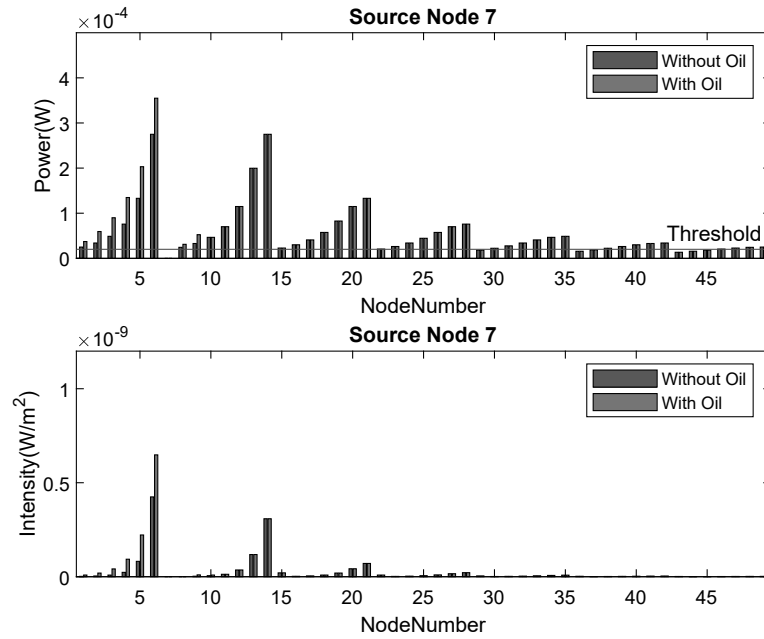 Source Node 7
×10⁻⁴
Power(W)
4
3
2
1
0
Without Oil
With Oil
Threshold
5 10 15 20 25 30 35 40 45
NodeNumber
Source Node 7
×10⁻⁹
Intensity(W/m²)
1
0.5
0
Without Oil
With Oil
5 10 15 20 25 30 35 40 45
NodeNumber